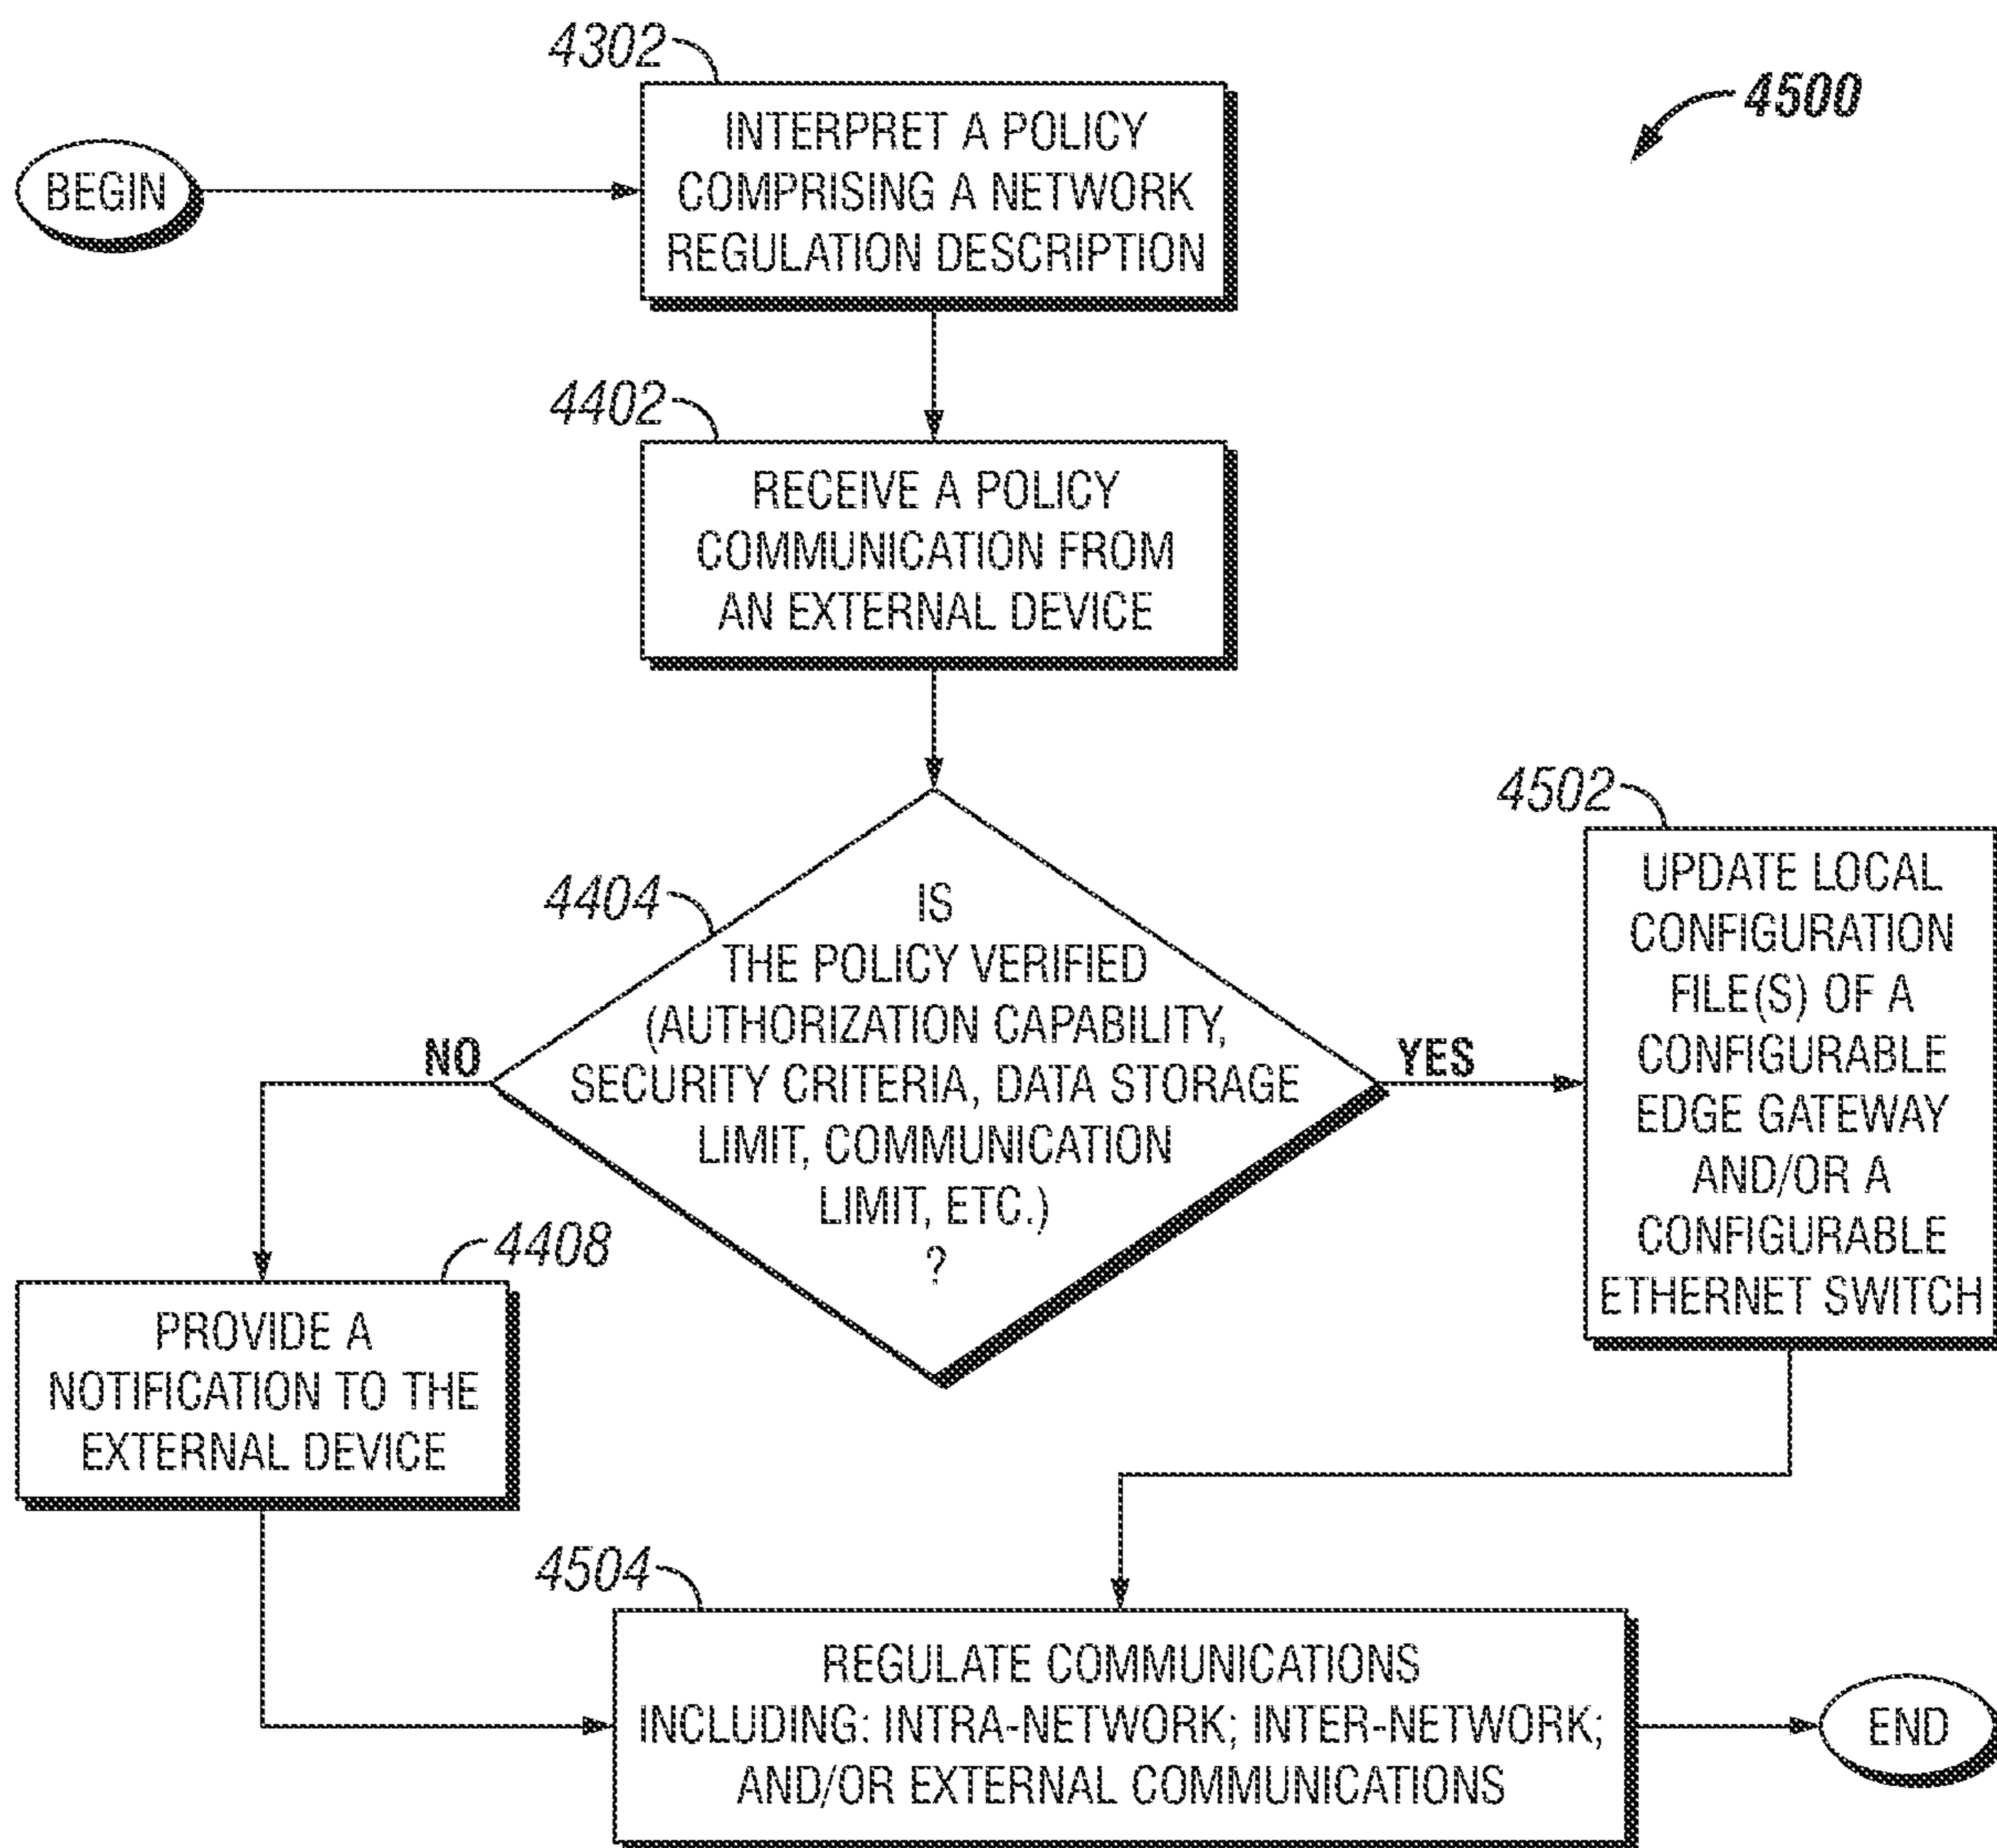 4302
4500
BEGIN
INTERPRET A POLICY
COMPRISING A NETWORK
REGULATION DESCRIPTION
4402
RECEIVE A POLICY
COMMUNICATION FROM
AN EXTERNAL DEVICE
4404
IS
THE POLICY VERIFIED
(AUTHORIZATION CAPABILITY,
SECURITY CRITERIA, DATA STORAGE
LIMIT, COMMUNICATION
LIMIT, ETC.)
?
NO
YES
4502
UPDATE LOCAL
CONFIGURATION
FILE(S) OF A
CONFIGURABLE
EDGE GATEWAY
AND/OR A
CONFIGURABLE
ETHERNET SWITCH
4408
PROVIDE A
NOTIFICATION TO THE
EXTERNAL DEVICE
4504
REGULATE COMMUNICATIONS
INCLUDING: INTRA-NETWORK; INTER-NETWORK;
AND/OR EXTERNAL COMMUNICATIONS
END